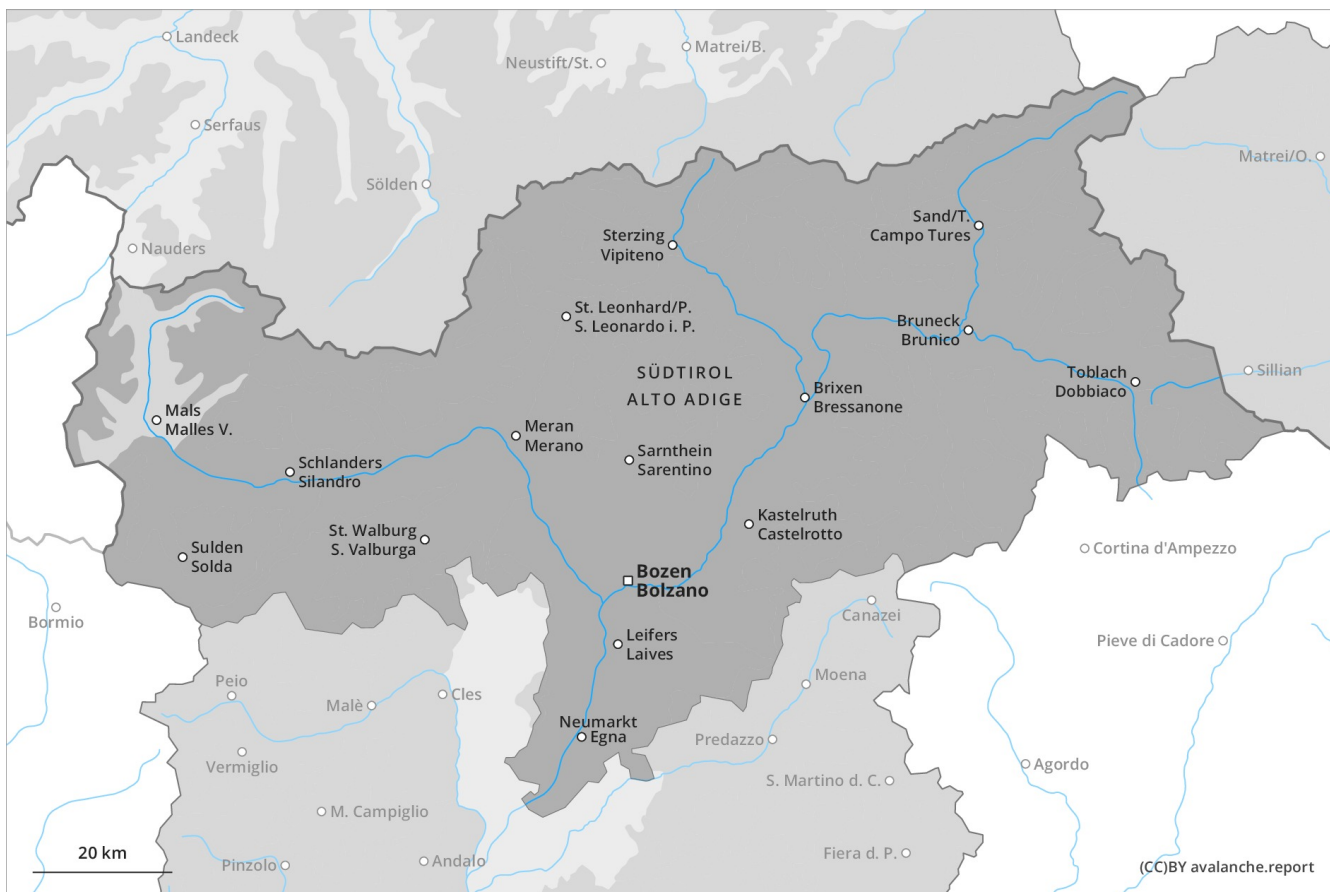 Landeck
Matrei/B.
Neustift/St.
Serfaus
Matrei/O.
Sölden
Sand/T.
Campo Tures
Sterzing
Vipiteno
Nauders
St. Leonhard/P.
S. Leonardo i. P.
Bruneck
Brunico
SÜDTIROL
ALTO ADIGE
Toblach
Dobbiaco
Sillian
Brixen
Bressanone
Mals
Malles V.
Meran
Merano
Sarnthein
Sarentino
Schlanders
Silandro
Kastelruth
Castelrotto
St. Walburg
S. Valburga
Sulden
Solda
Cortina d'Ampezzo
Bozen
Bolzano
Bormio
Canazei
Leifers
Laives
Pieve di Cadore
Moena
Peio
Cles
Malè
Neumarkt
Egna
Predazzo
Vermiglio
Agordo
S. Martino d. C.
M. Campiglio
20 km
Fiera d. P.
Pinzolo
Andalo
(CC)BY avalanche.report